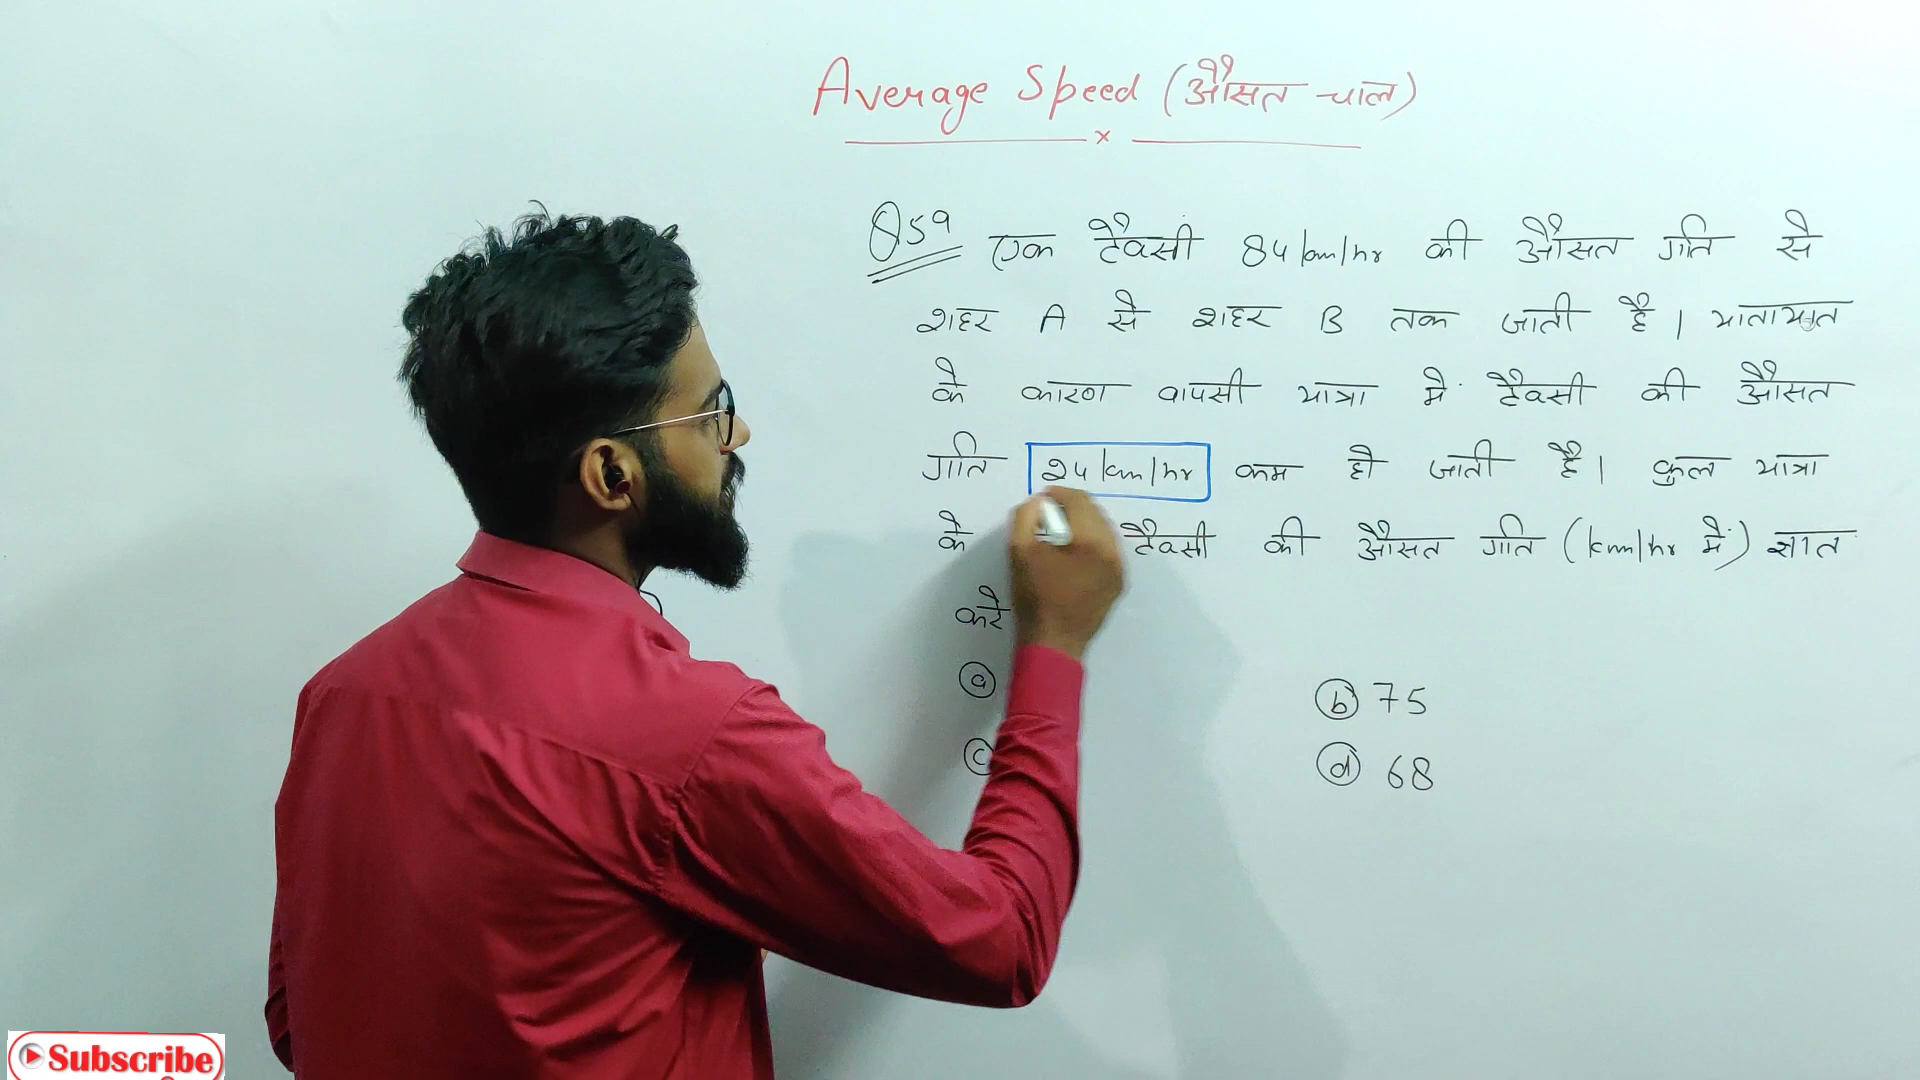 Average Speed (औसत चाल)
Q59 एक टैक्सी 84 km/hr की औसत गति से
शहर A से शहर B तक जाती है। यातायात
के कारण वापसी यात्रा में टैक्सी की औसत
गति 24 km/hr कम हो जाती है। कुल यात्रा
के टैक्सी की औसत गति (km/hr में) ज्ञात
करें
(a)
(b) 75
(c)
(d) 68
Subscribe